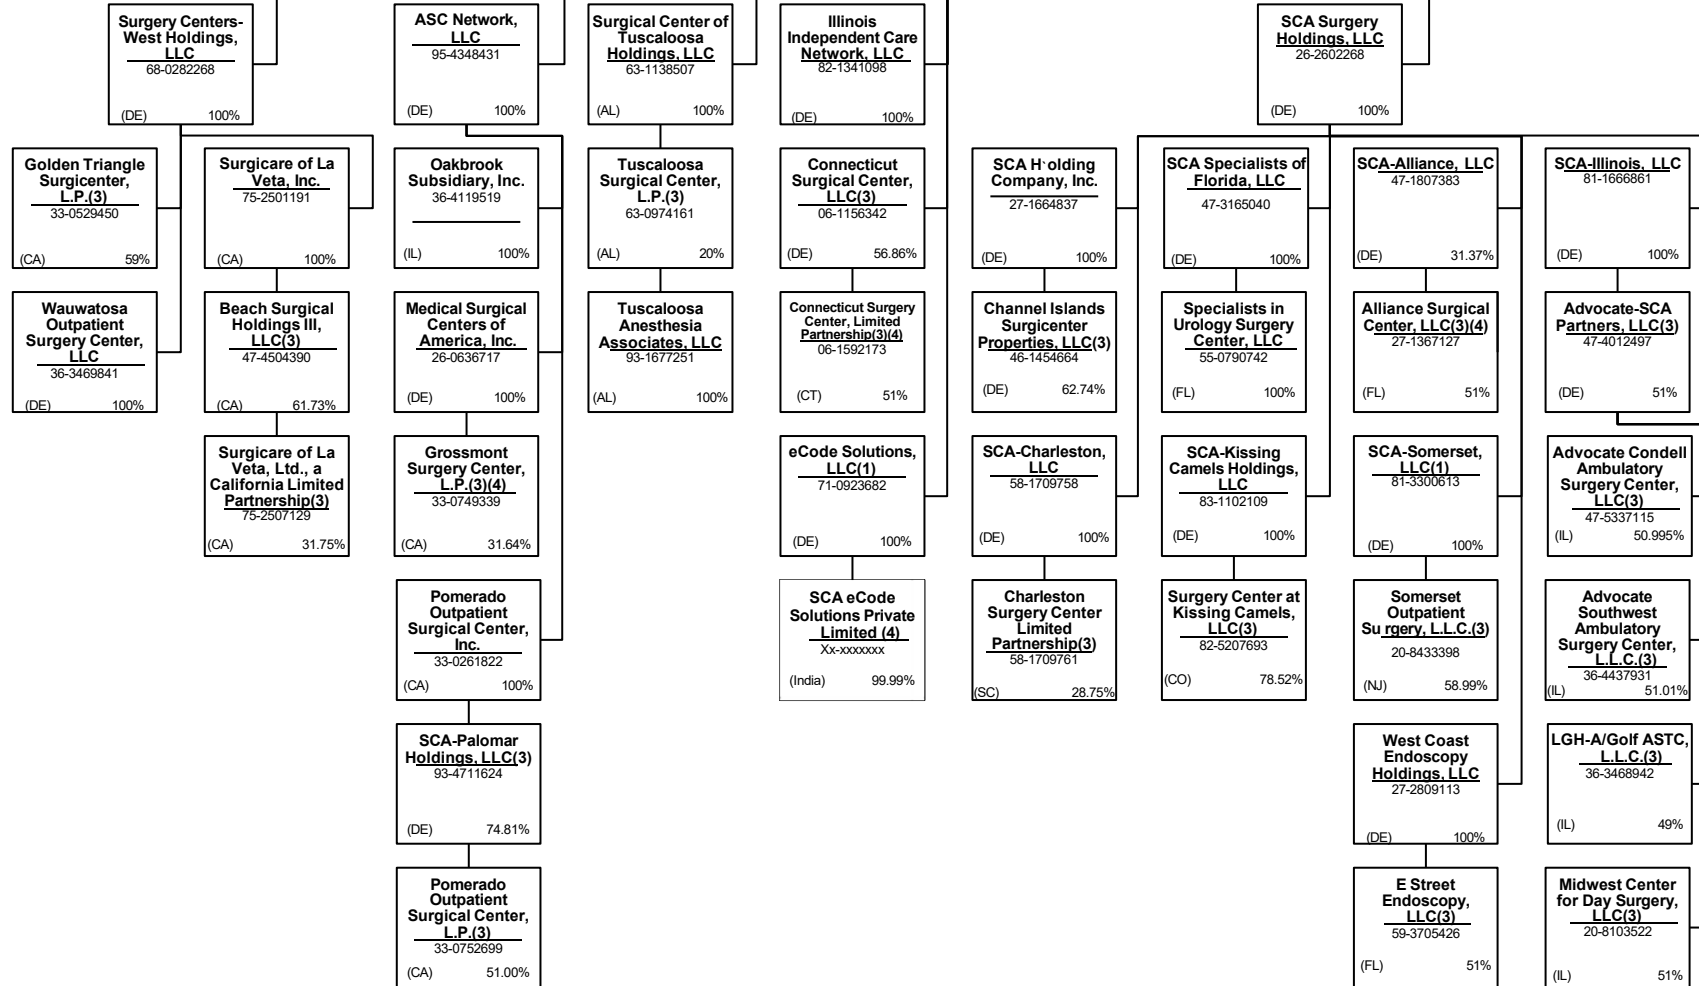 Surgery Centers-
West Holdings,
LLC
68-0282268
(DE) 100%
ASC Network,
LLC
95-4348431
(DE) 100%
Surgical Center of
Tuscaloosa
Holdings, LLC
63-1138507
(AL) 100%
Illinois
Independent Care
Network, LLC
82-1341098
(DE) 100%
SCA Surgery
Holdings, LLC
26-2602268
(DE) 100%
Golden Triangle
Surgicenter,
L.P.(3)
33-0529450
(CA) 59%
Surgicare of La
Veta, Inc.
75-2501191
(CA) 100%
Oakbrook
Subsidiary, Inc.
36-4119519
(IL) 100%
Tuscaloosa
Surgical Center,
L.P.(3)
63-0974161
(AL) 20%
Connecticut
Surgical Center,
LLC(3)
06-1156342
(DE) 56.86%
SCA H`olding
Company, Inc.
27-1664837
(DE) 100%
SCA Specialists of
Florida, LLC
47-3165040
(DE) 100%
SCA-Alliance, LLC
47-1807383
(DE) 31.37%
SCA-Illinois, LLC
81-1666861
(DE) 100%
Wauwatosa
Outpatient
Surgery Center,
LLC
36-3469841
(DE) 100%
Beach Surgical
Holdings III,
LLC(3)
47-4504390
(CA) 61.73%
Medical Surgical
Centers of
America, Inc.
26-0636717
(DE) 100%
Tuscaloosa
Anesthesia
Associates, LLC
93-1677251
(AL) 100%
Connecticut Surgery
Center, Limited
Partnership(3)(4)
06-1592173
(CT) 51%
Channel Islands
Surgicenter
Properties, LLC(3)
46-1454664
(DE) 62.74%
Specialists in
Urology Surgery
Center, LLC
55-0790742
(FL) 100%
Alliance Surgical
Center, LLC(3)(4)
27-1367127
(FL) 51%
Advocate-SCA
Partners, LLC(3)
47-4012497
(DE) 51%
Surgicare of La
Veta, Ltd., a
California Limited
Partnership(3)
75-2507129
(CA) 31.75%
Grossmont
Surgery Center,
L.P.(3)(4)
33-0749339
(CA) 31.64%
eCode Solutions,
LLC(1)
71-0923682
(DE) 100%
SCA-Charleston,
LLC
58-1709758
(DE) 100%
SCA-Kissing
Camels Holdings,
LLC
83-1102109
(DE) 100%
SCA-Somerset,
LLC(1)
81-3300613
(DE) 100%
Advocate Condell
Ambulatory
Surgery Center,
LLC(3)
47-5337115
(IL) 50.995%
Pomerado
Outpatient
Surgical Center,
Inc.
33-0261822
(CA) 100%
SCA eCode
Solutions Private
Limited (4)
Xx-xxxxxxx
(India) 99.99%
Charleston
Surgery Center
Limited
Partnership(3)
58-1709761
(SC) 28.75%
Surgery Center at
Kissing Camels,
LLC(3)
82-5207693
(CO) 78.52%
Somerset
Outpatient
Su rgery, L.L.C.(3)
20-8433398
(NJ) 58.99%
Advocate
Southwest
Ambulatory
Surgery Center,
L.L.C.(3)
36-4437931
(IL) 51.01%
SCA-Palomar
Holdings, LLC(3)
93-4711624
(DE) 74.81%
West Coast
Endoscopy
Holdings, LLC
27-2809113
(DE) 100%
LGH-A/Golf ASTC,
L.L.C.(3)
36-3468942
(IL) 49%
Pomerado
Outpatient
Surgical Center,
L.P.(3)
33-0752699
(CA) 51.00%
E Street
Endoscopy,
LLC(3)
59-3705426
(FL) 51%
Midwest Center
for Day Surgery,
LLC(3)
20-8103522
(IL) 51%